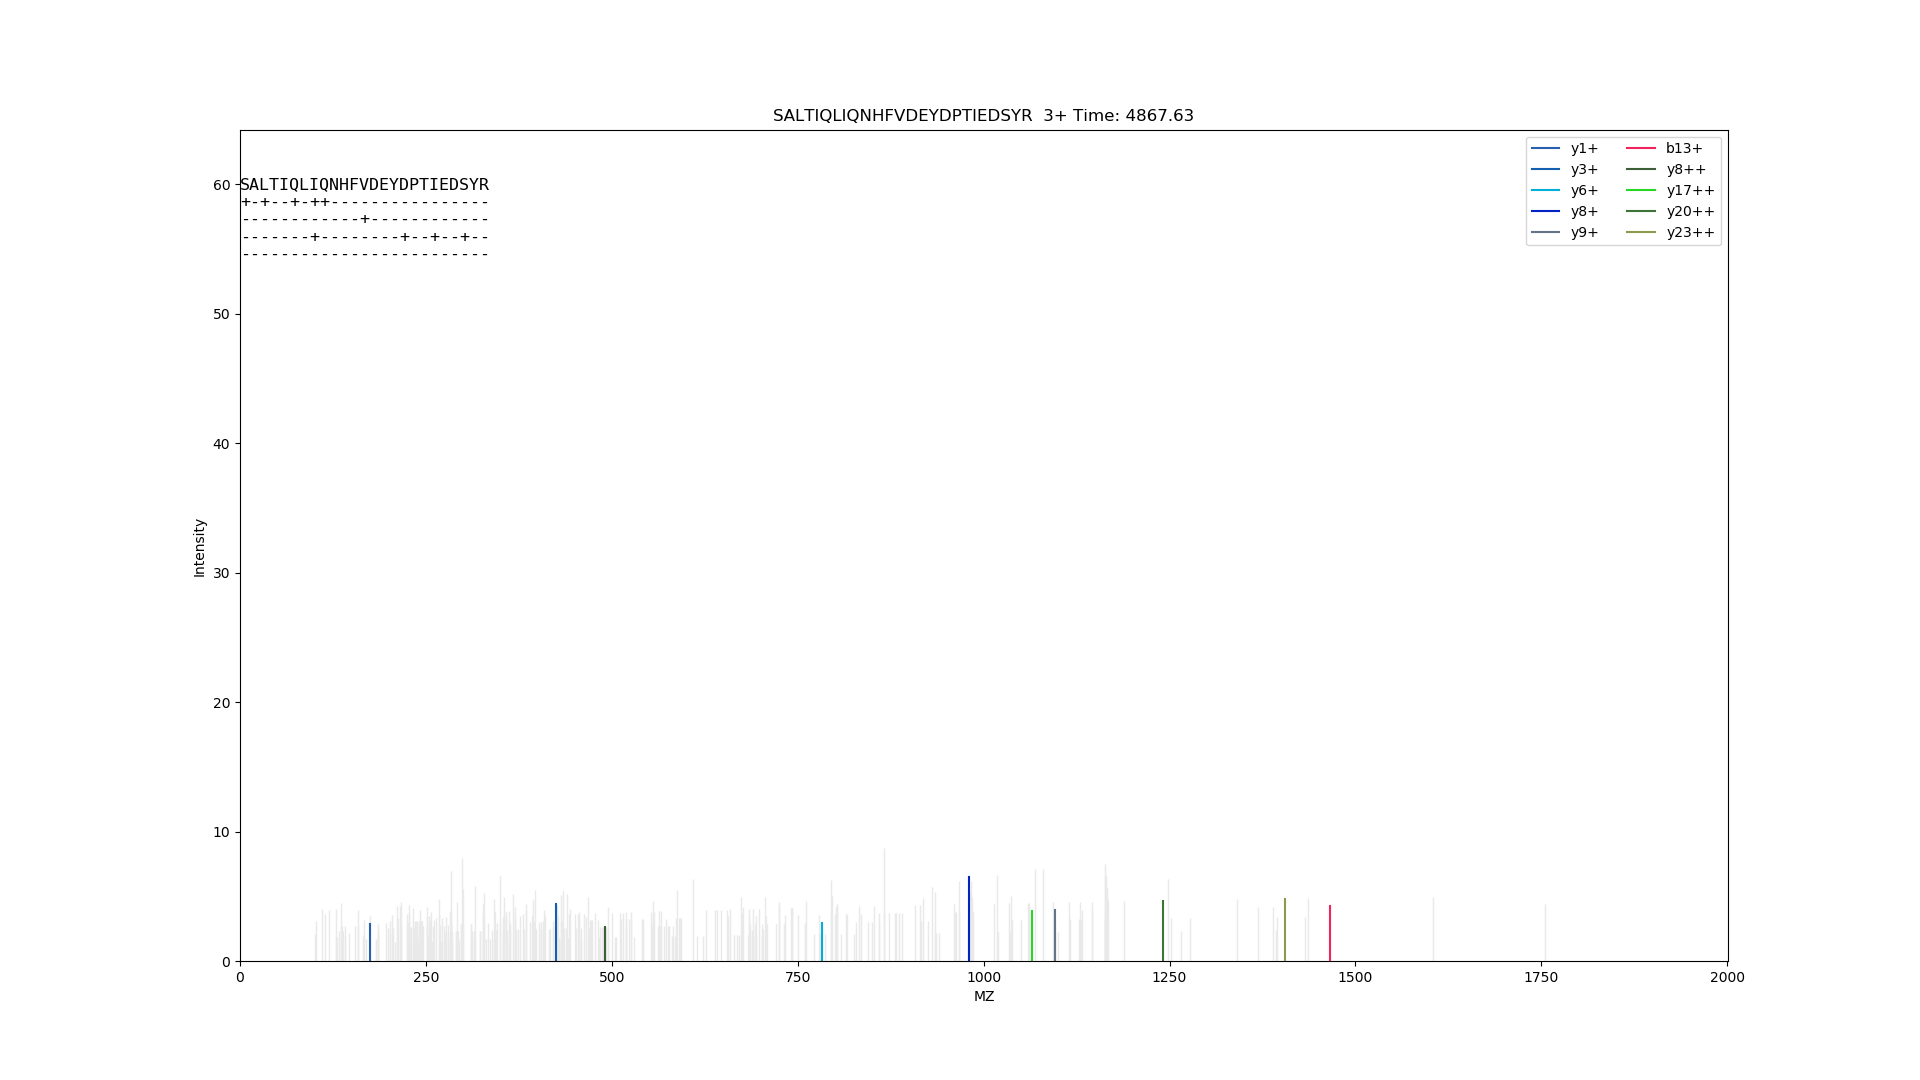 SALTIQLIQNHFVDEYDPTIEDSYR 3+ Time: 4867.63
SALTIQLIQNHFVDEYDPTIEDSYR
+-+--+-++----------------
------------+------------
-------+--------+--+--+--
-------------------------
y1+ b13+
y3+ y8++
y6+ y17++
y8+ y20++
y9+ y23++
60
50
40
30
20
10
0
Intensity
0 250 500 750 1000 1250 1500 1750 2000
MZ